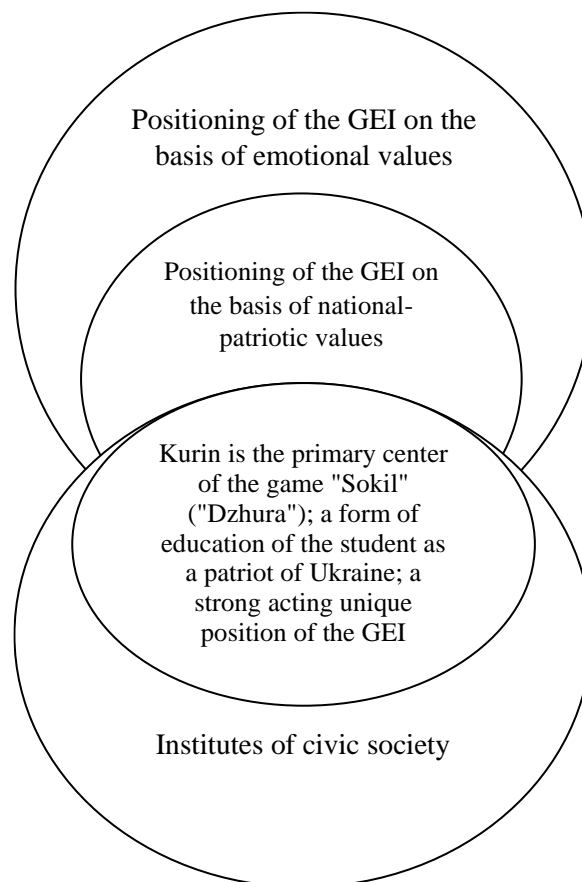 Positioning of the GEI on the
basis of emotional values
Positioning of the GEI on
the basis of national-
patriotic values
Kurin is the primary center
of the game "Sokil"
("Dzhura"); a form of
education of the student as
a patriot of Ukraine; a
strong acting unique
position of the GEI
Institutes of civic society